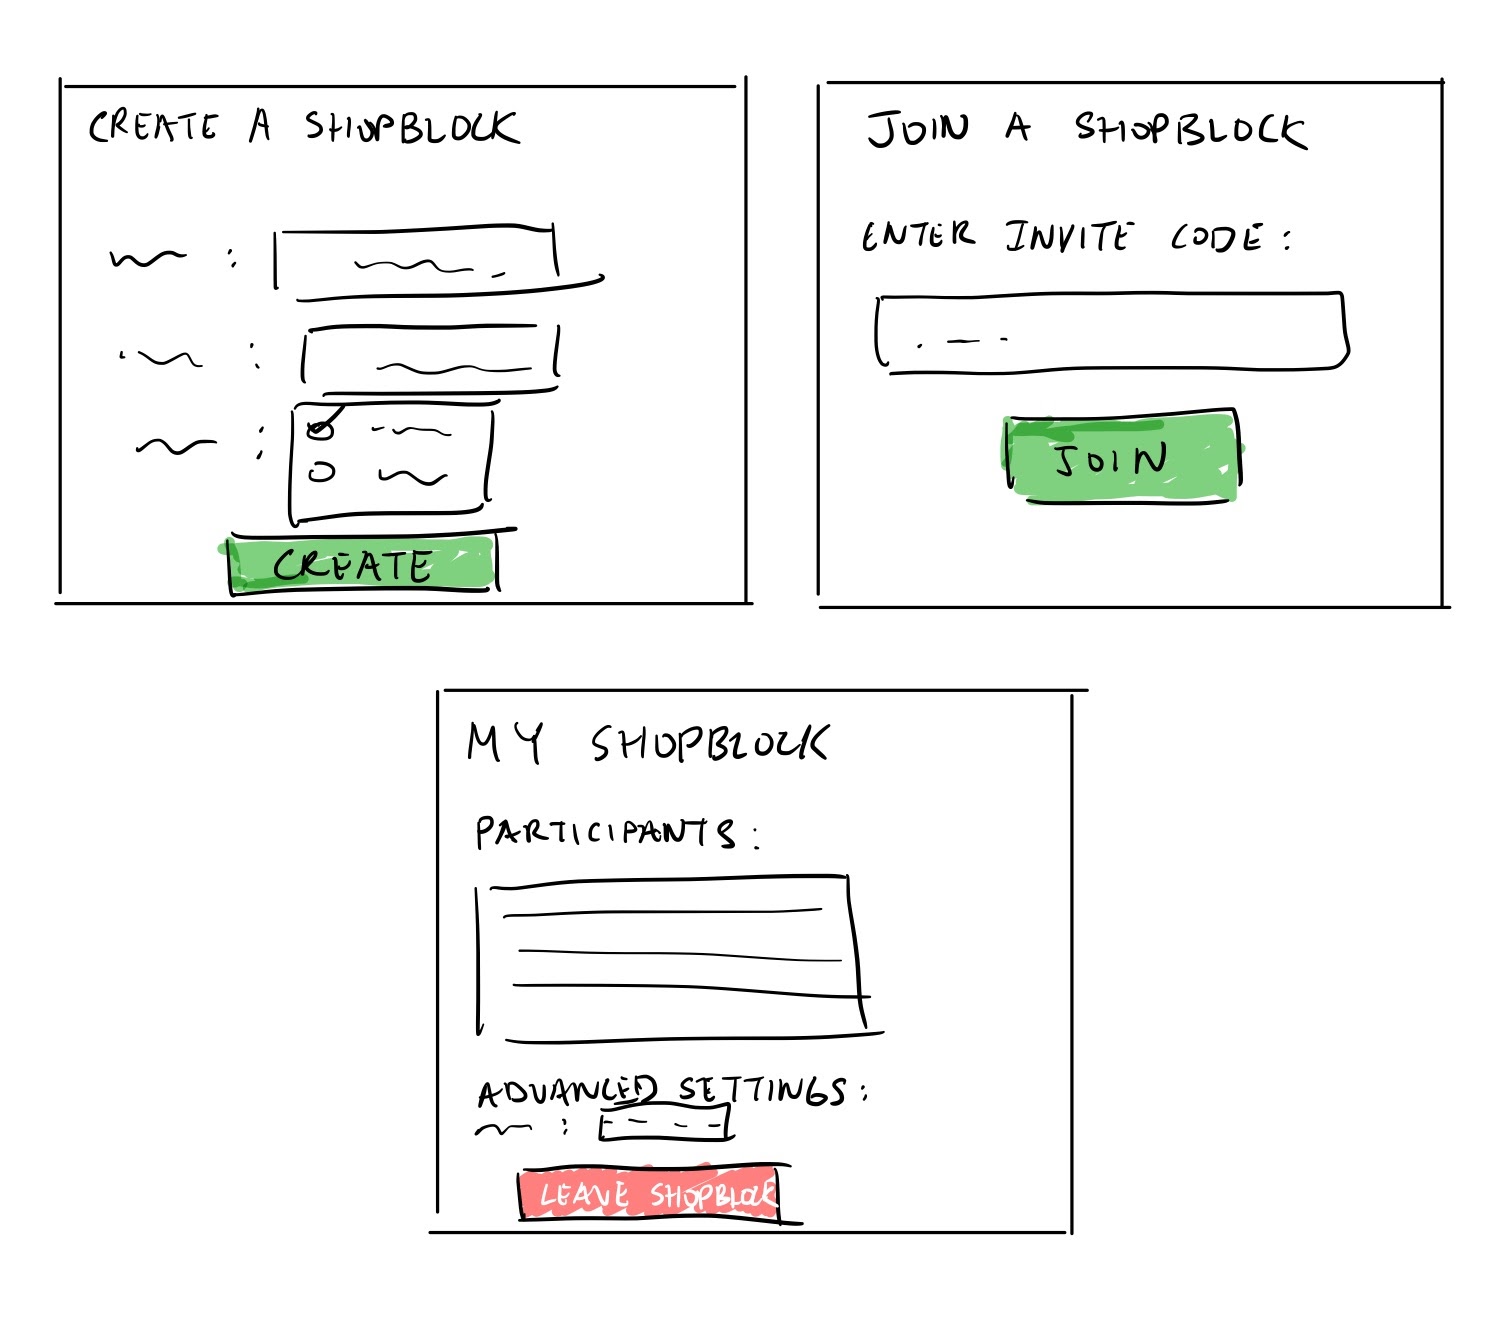 CREATE A SHOPBLOCK
:
:
:
CREATE
JOIN A SHOPBLOCK
ENTER INVITE CODE:
JOIN
MY SHOPBLOCK
PARTICIPANTS:
ADVANCED SETTINGS:
:
LEAVE SHOPBLOCK